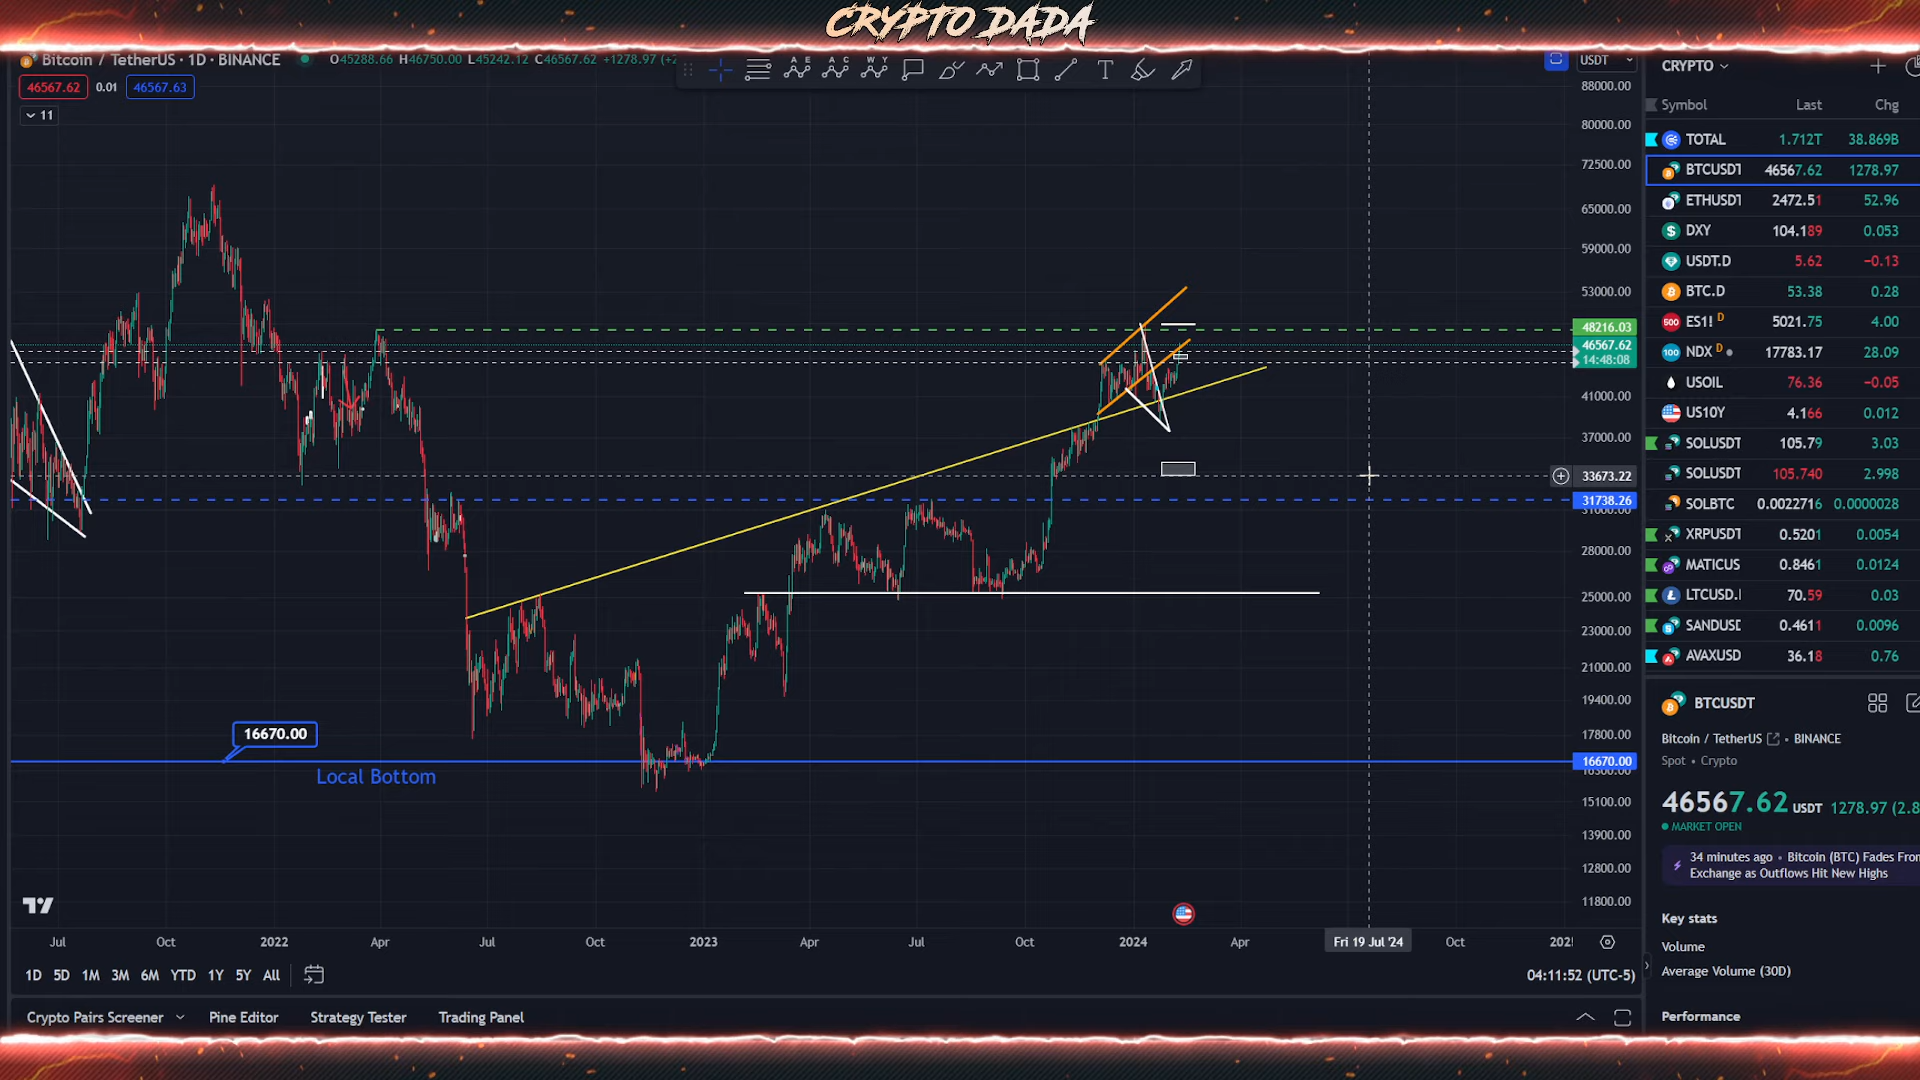 CRYPTO DADA
Bitcoin / TetherUS · 1D · BINANCE O45288.66 H46750.00 L45242.12 C46567.62 +1278.97
46567.62 0.01 46567.63
11
A E A C W Y T
USDT
88000.00
80000.00
72500.00
65000.00
59000.00
53000.00
48216.03
46567.62
14:48:08
41000.00
37000.00
33673.22
31738.26
31000.00
28000.00
25000.00
23000.00
21000.00
19400.00
17800.00
16670.00
16300.00
15100.00
13900.00
12800.00
11800.00
16670.00
Local Bottom
Jul Oct 2022 Apr Jul Oct 2023 Apr Jul Oct 2024 Apr Fri 19 Jul '24 Oct
1D 5D 1M 3M 6M YTD 1Y 5Y All
04:11:52 (UTC-5)
Crypto Pairs Screener Pine Editor Strategy Tester Trading Panel
CRYPTO
Symbol Last Chg
TOTAL 1.712T 38.869B
BTCUSDT 46567.62 1278.97
ETHUSDT 2472.51 52.96
DXY 104.189 0.053
USDT.D 5.62 −0.13
BTC.D 53.38 0.28
500 ES1! D 5021.75 4.00
100 NDX D 17783.17 28.09
USOIL 76.36 −0.05
US10Y 4.166 0.012
SOLUSDT 105.79 3.03
SOLUSDT 105.740 2.998
SOLBTC 0.0022716 0.0000028
XRPUSDT 0.5201 0.0054
MATICUS 0.8461 0.0124
LTCUSD.I 70.59 0.03
SANDUSD 0.4611 0.0096
AVAXUSD 36.18 0.76
BTCUSDT
Bitcoin / TetherUS • BINANCE
Spot • Crypto
46567.62 USDT 1278.97 (2.8
MARKET OPEN
34 minutes ago • Bitcoin (BTC) Fades From
Exchange as Outflows Hit New Highs
Key stats
Volume
Average Volume (30D)
Performance